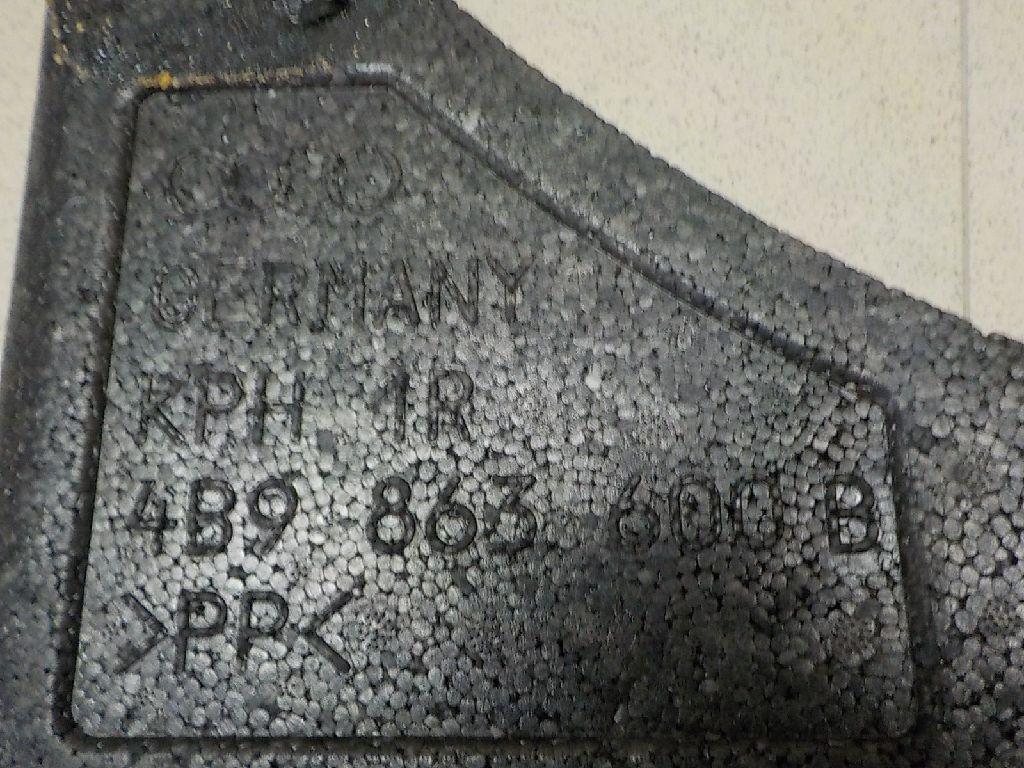 GERMANY
KPH 1R
4B9 863 600 B
>PP<